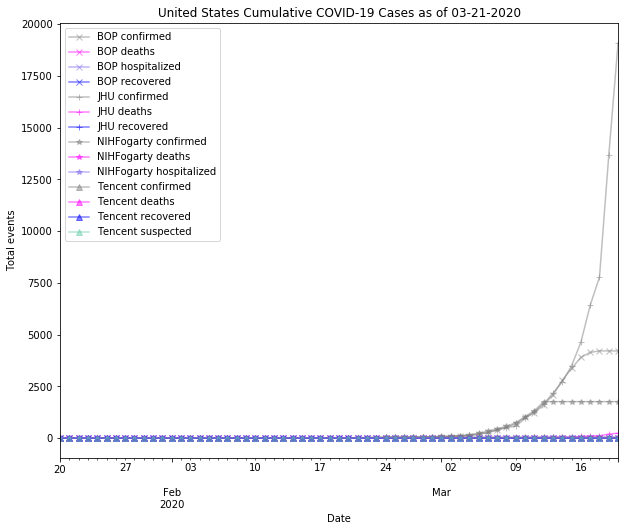 United States Cumulative COVID-19 Cases as of 03-21-2020
20000
17500
15000
12500
10000
7500
5000
2500
0
Total events
BOP confirmed
BOP deaths
BOP hospitalized
BOP recovered
JHU confirmed
JHU deaths
JHU recovered
NIHFogarty confirmed
NIHFogarty deaths
NIHFogarty hospitalized
Tencent confirmed
Tencent deaths
Tencent recovered
Tencent suspected
20 27 03 10 17 24 02 09 16
Feb Mar
2020
Date